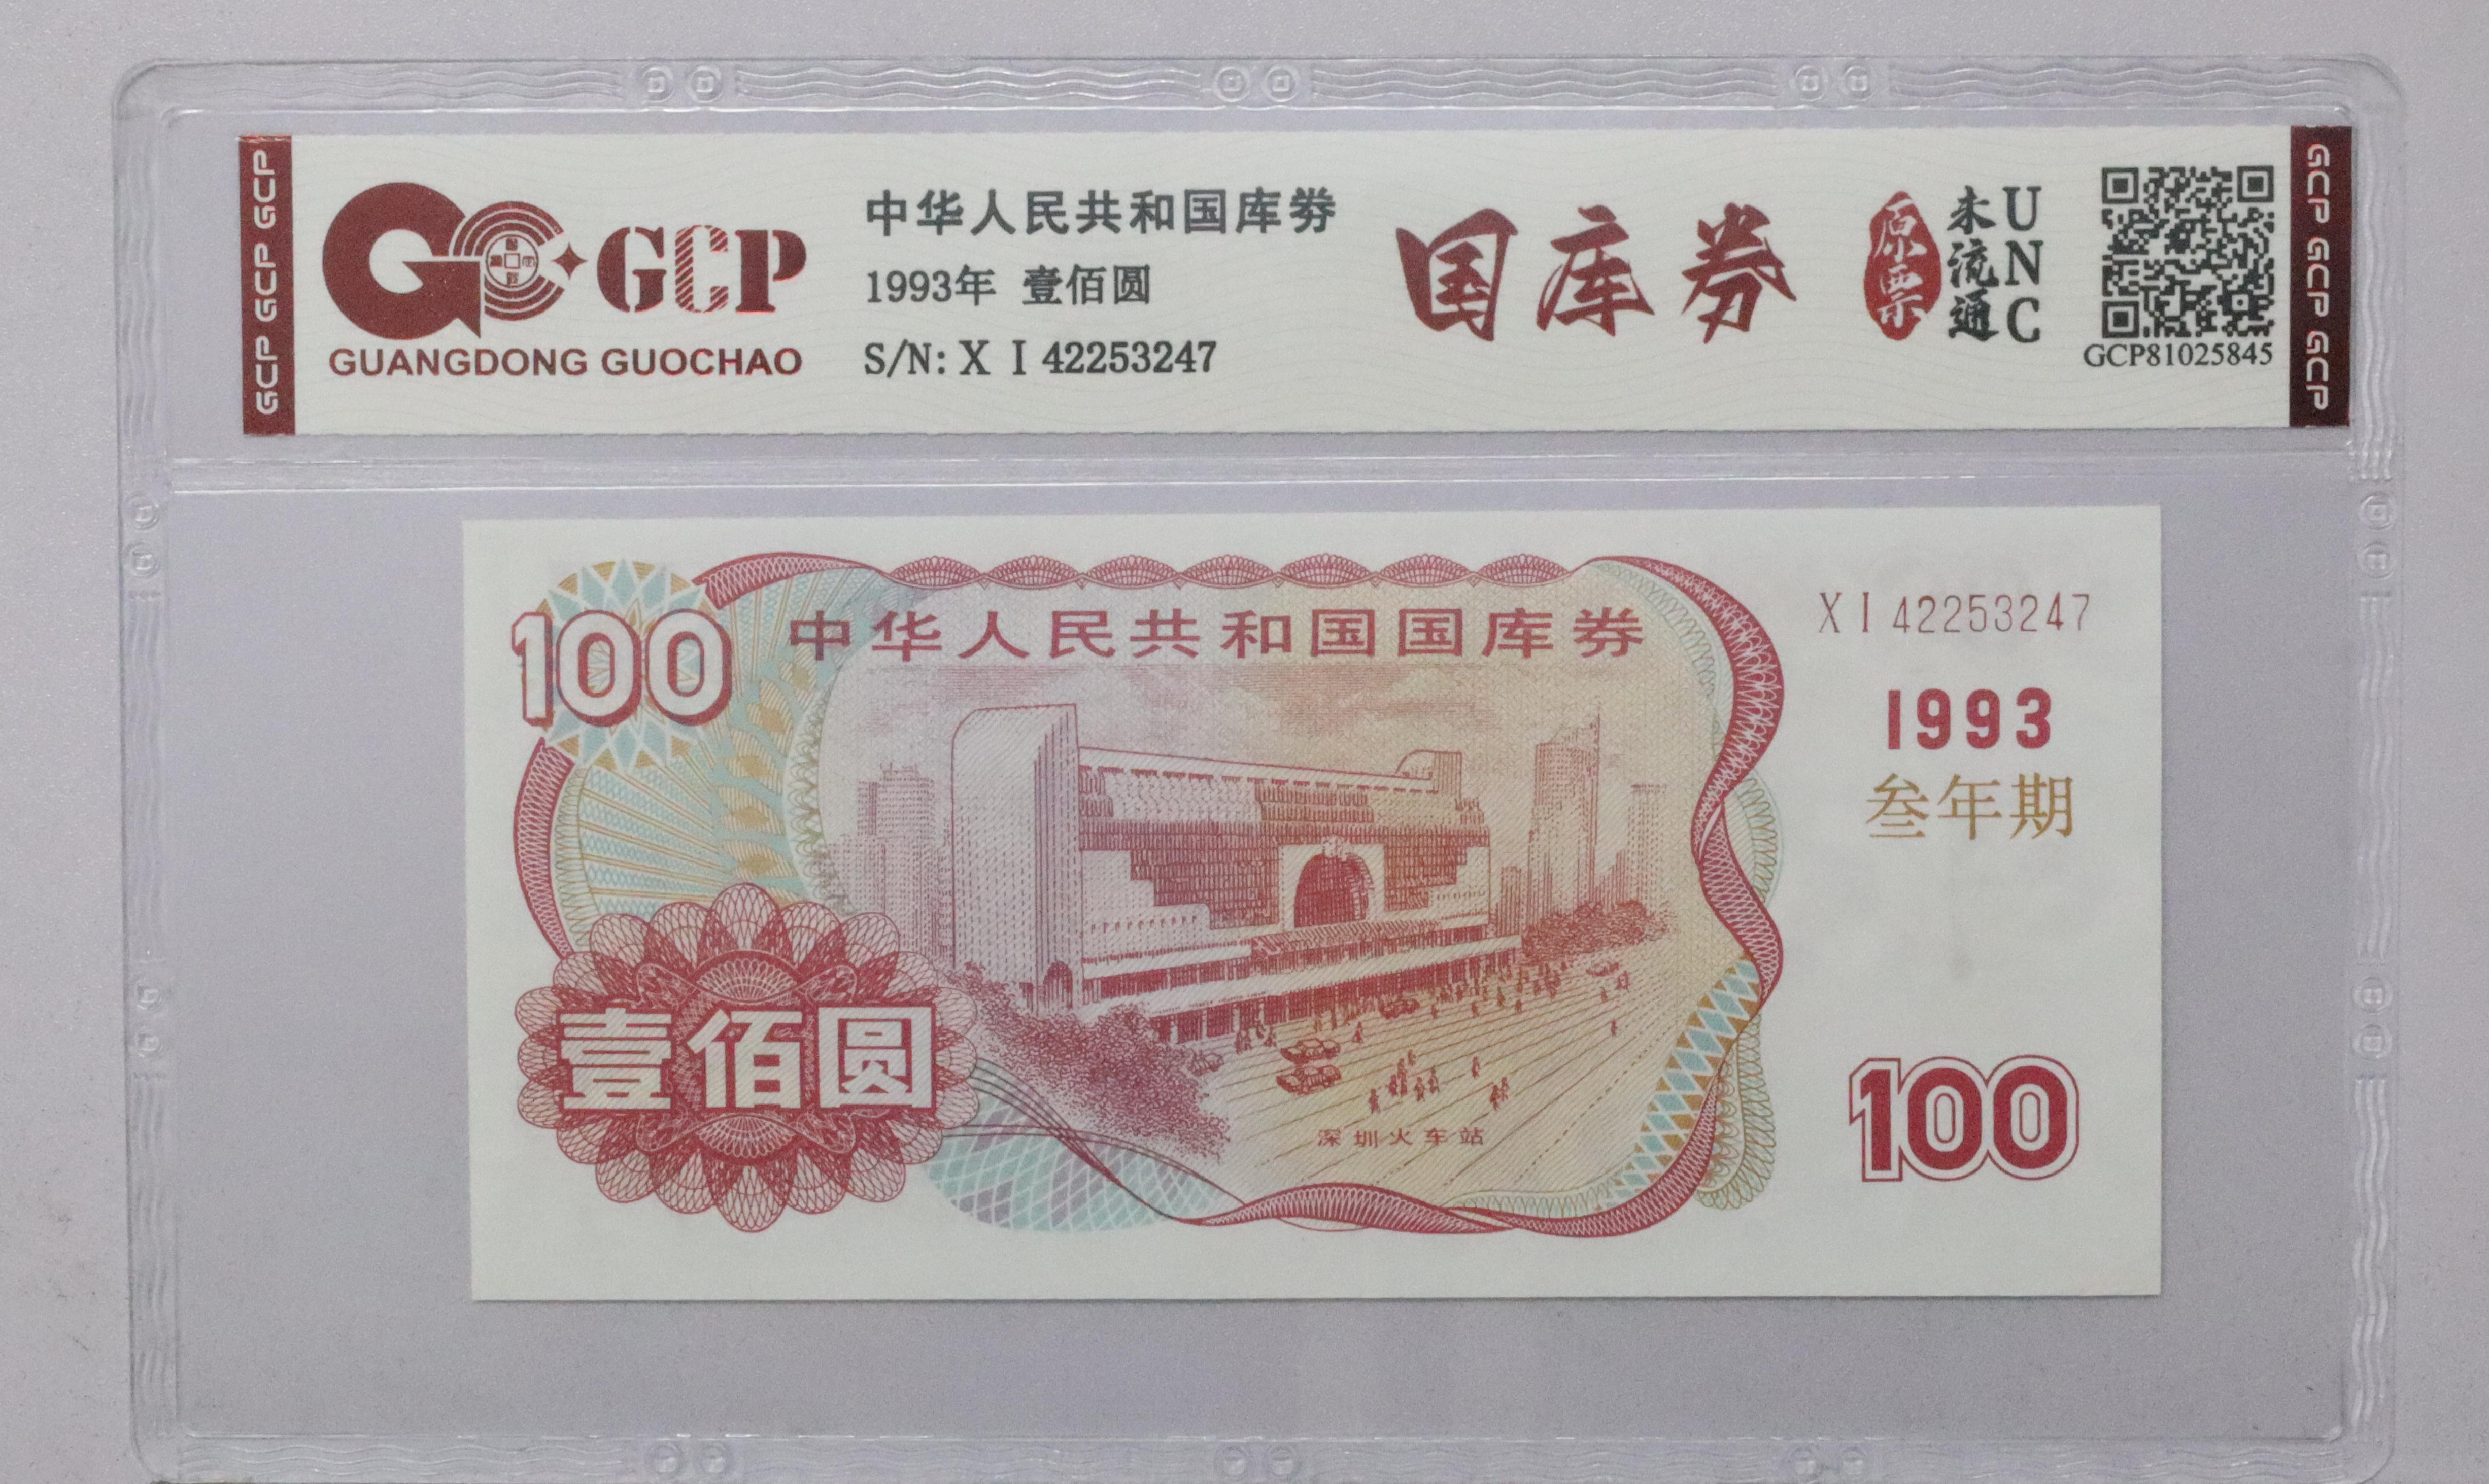 GCP GCP GCP
GCP
GUANGDONG GUOCHAO
中华人民共和国库券
1993年 壹佰圆
S/N: X I 42253247
国库券
原票
未流通
UNC
GCP81025845
GCP GCP GCP
100
中华人民共和国国库券
X I 42253247
1993
叁年期
壹佰圆
深圳火车站
100